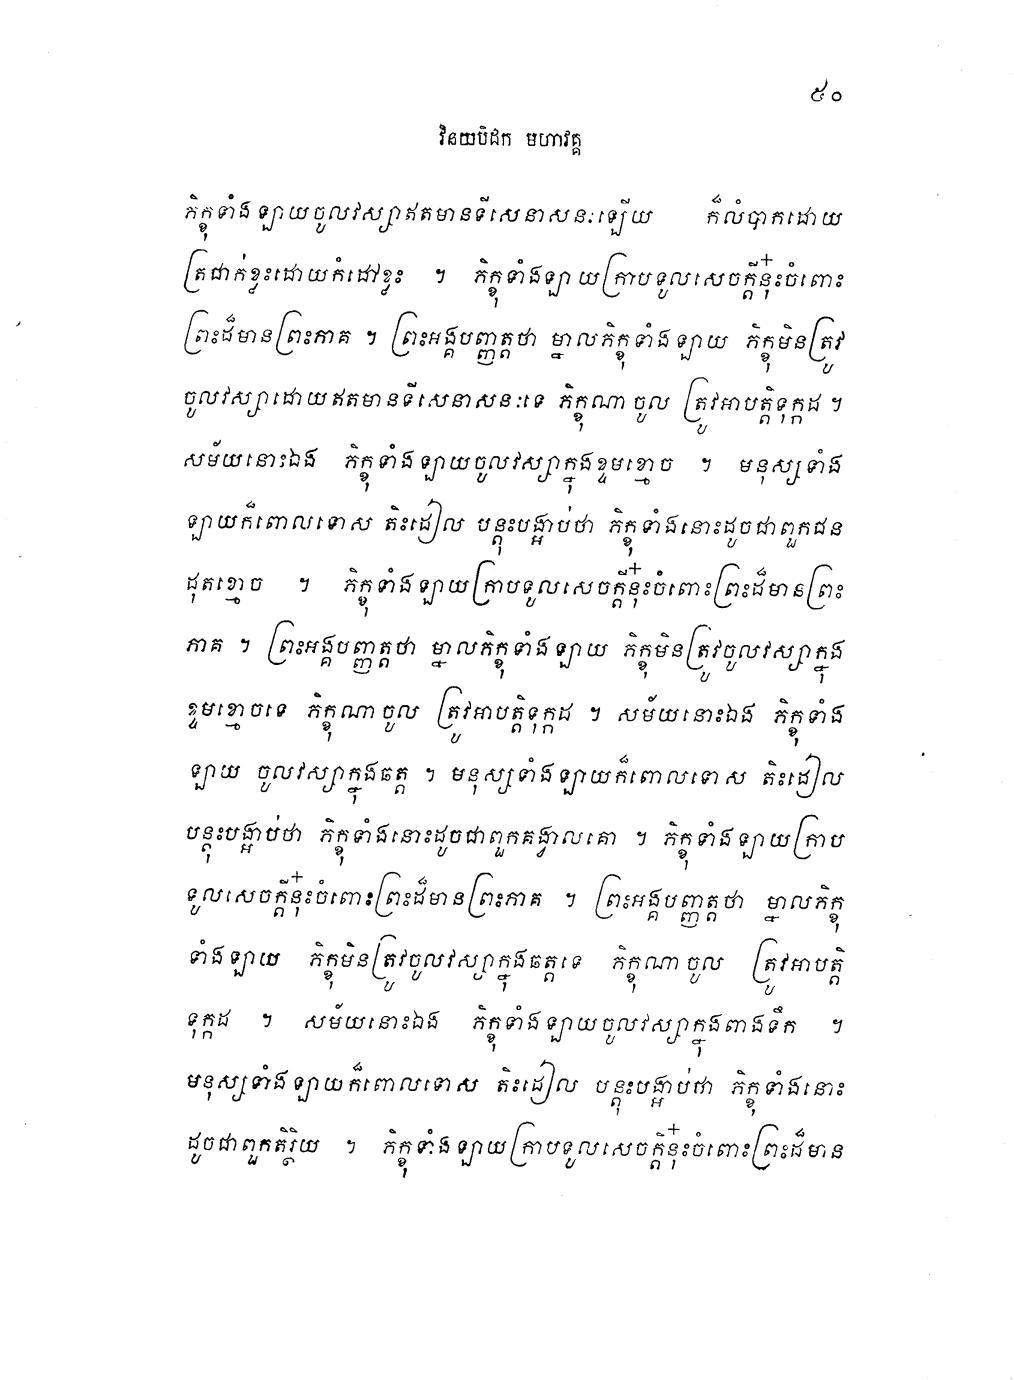 ៥០
វិនយបិដក មហាវគ្គ
ភិក្ខុទាំងឡាយចូលវស្សាឥតមានទីសេនាសនៈឡើយ ក៏លំបាកដោយ
ត្រជាក់ខ្លះដោយកំដៅខ្លះ ។ ភិក្ខុទាំងឡាយក្រាបទូលសេចក្តីនុ៎ះចំពោះ
ព្រះដ៏មានព្រះភាគ ។ ព្រះអង្គបញ្ញត្តថា ម្នាលភិក្ខុទាំងឡាយ ភិក្ខុមិនត្រូវ
ចូលវស្សាដោយឥតមានទីសេនាសនៈទេ ភិក្ខុណាចូល ត្រូវអាបត្តិទុក្កដ ។
សម័យនោះឯង ភិក្ខុទាំងឡាយចូលវស្សាក្នុងខ្ទមខ្មោច ។ មនុស្សទាំង
ឡាយក៏ពោលទោស តិះដៀល បន្តុះបង្អាប់ថា ភិក្ខុទាំងនោះដូចជាពួកជន
ដុតខ្មោច ។ ភិក្ខុទាំងឡាយក្រាបទូលសេចក្តីនុ៎ះចំពោះព្រះដ៏មានព្រះ
ភាគ ។ ព្រះអង្គបញ្ញត្តថា ម្នាលភិក្ខុទាំងឡាយ ភិក្ខុមិនត្រូវចូលវស្សាក្នុង
ខ្ទមខ្មោចទេ ភិក្ខុណាចូល ត្រូវអាបត្តិទុក្កដ ។ សម័យនោះឯង ភិក្ខុទាំង
ឡាយ ចូលវស្សាក្នុងឆត្ត ។ មនុស្សទាំងឡាយក៏ពោលទោស តិះដៀល
បន្តុះបង្អាប់ថា ភិក្ខុទាំងនោះដូចជាពួកគង្វាលគោ ។ ភិក្ខុទាំងឡាយក្រាប
ទូលសេចក្តីនុ៎ះចំពោះព្រះដ៏មានព្រះភាគ ។ ព្រះអង្គបញ្ញត្តថា ម្នាលភិក្ខុ
ទាំងឡាយ ភិក្ខុមិនត្រូវចូលវស្សាក្នុងឆត្តទេ ភិក្ខុណាចូល ត្រូវអាបត្តិ
ទុក្កដ ។ សម័យនោះឯង ភិក្ខុទាំងឡាយចូលវស្សាក្នុងពាងទឹក ។
មនុស្សទាំងឡាយក៏ពោលទោស តិះដៀល បន្តុះបង្អាប់ថា ភិក្ខុទាំងនោះ
ដូចជាពួកតិរ្ថិយ ។ ភិក្ខុទាំងឡាយក្រាបទូលសេចក្តិនុ៎ះចំពោះព្រះដ៏មាន